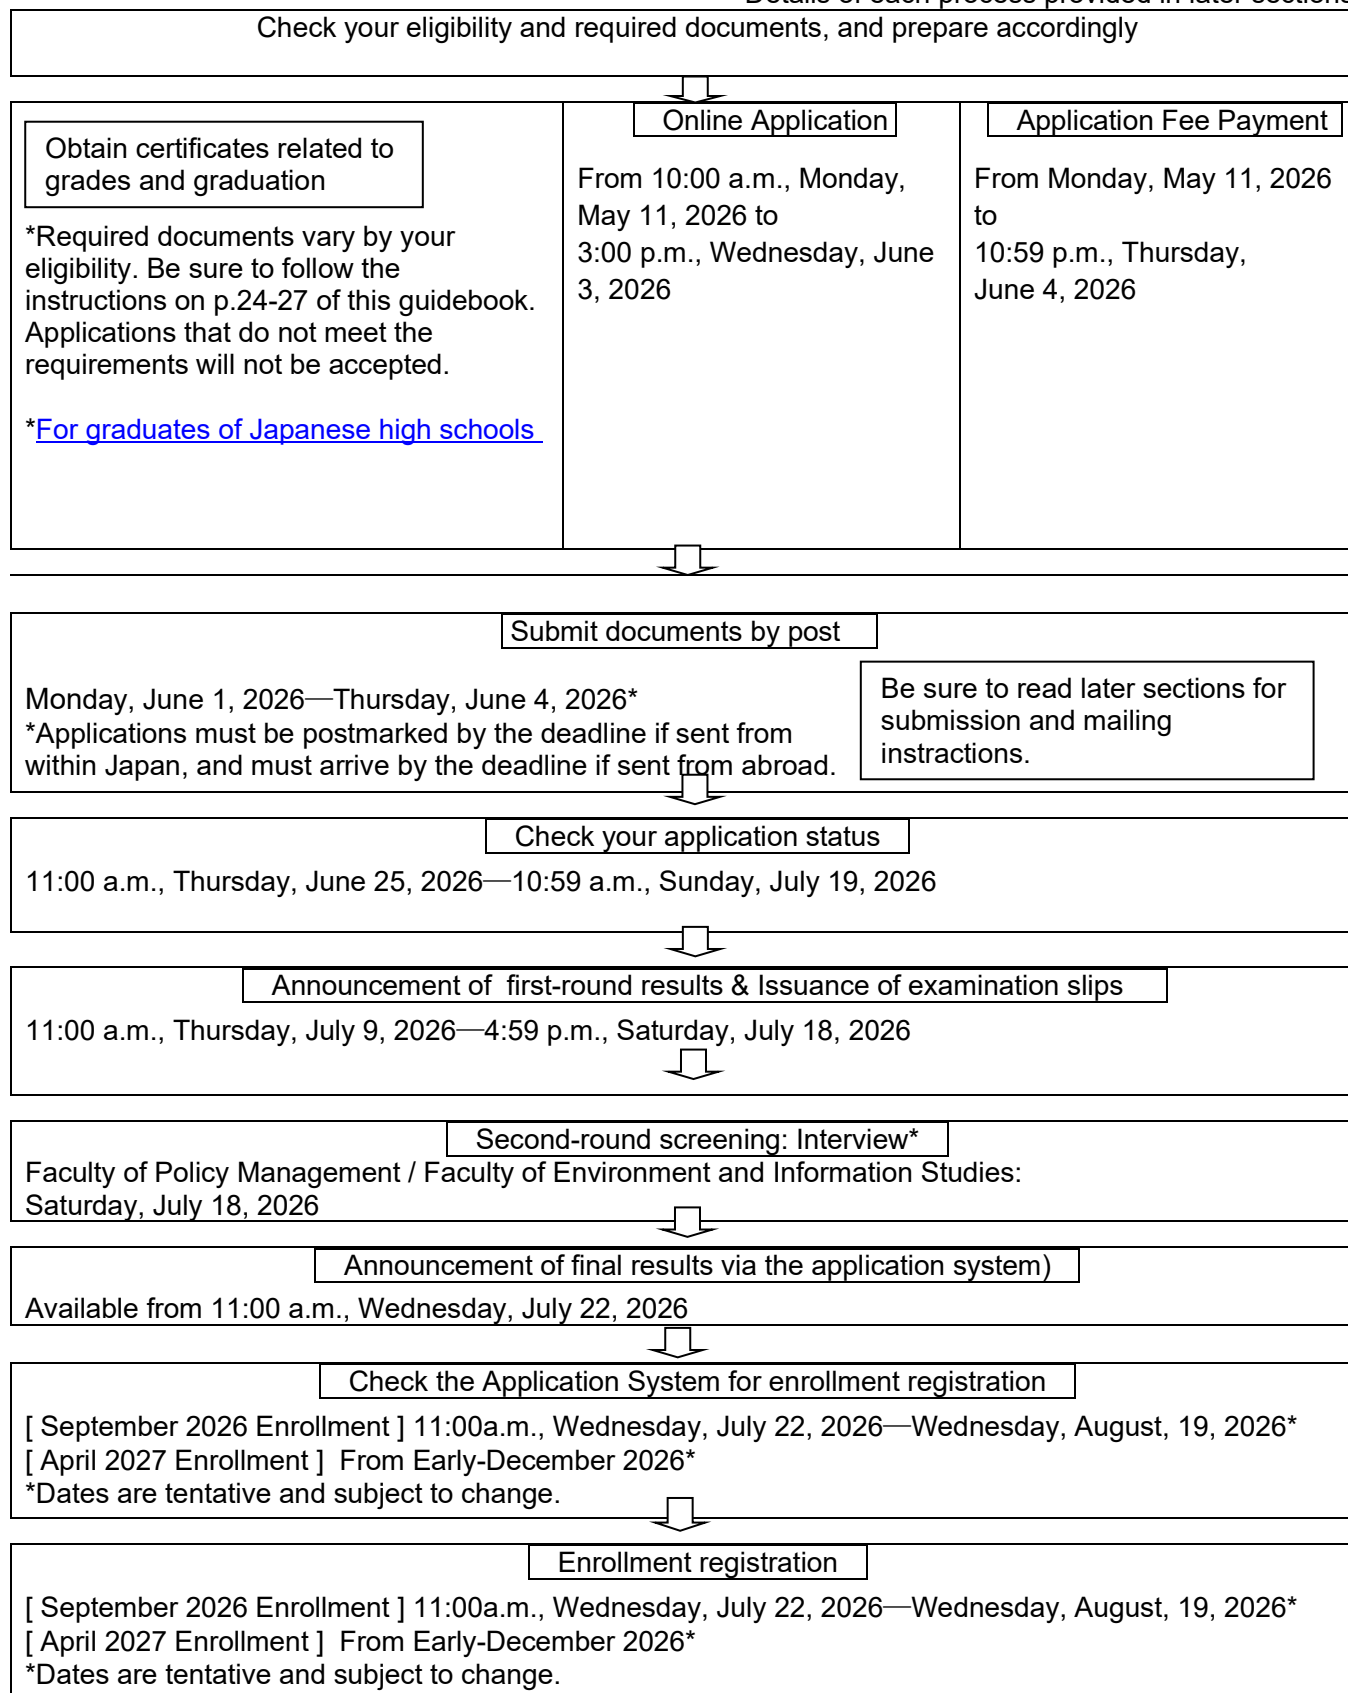 Details of each process provided in later sections
Check your eligibility and required documents, and prepare accordingly
Obtain certificates related to
grades and graduation
*Required documents vary by your
eligibility. Be sure to follow the
instructions on p.24-27 of this guidebook.
Applications that do not meet the
requirements will not be accepted.
*For graduates of Japanese high schools
Online Application
From 10:00 a.m., Monday,
May 11, 2026 to
3:00 p.m., Wednesday, June
3, 2026
Application Fee Payment
From Monday, May 11, 2026
to
10:59 p.m., Thursday,
June 4, 2026
Submit documents by post
Monday, June 1, 2026—Thursday, June 4, 2026*
*Applications must be postmarked by the deadline if sent from
within Japan, and must arrive by the deadline if sent from abroad.
Be sure to read later sections for
submission and mailing
instractions.
Check your application status
11:00 a.m., Thursday, June 25, 2026—10:59 a.m., Sunday, July 19, 2026
Announcement of  first-round results & Issuance of examination slips
11:00 a.m., Thursday, July 9, 2026—4:59 p.m., Saturday, July 18, 2026
Second-round screening: Interview*
Faculty of Policy Management / Faculty of Environment and Information Studies:
Saturday, July 18, 2026
Announcement of final results via the application system)
Available from 11:00 a.m., Wednesday, July 22, 2026
Check the Application System for enrollment registration
[ September 2026 Enrollment ] 11:00a.m., Wednesday, July 22, 2026—Wednesday, August, 19, 2026*
[ April 2027 Enrollment ]  From Early-December 2026*
*Dates are tentative and subject to change.
Enrollment registration
[ September 2026 Enrollment ] 11:00a.m., Wednesday, July 22, 2026—Wednesday, August, 19, 2026*
[ April 2027 Enrollment ]  From Early-December 2026*
*Dates are tentative and subject to change.